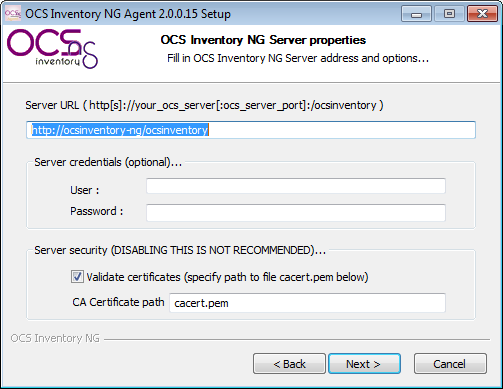 OCS Inventory NG Agent 2.0.0.15 Setup
OCS
ng
inventory
OCS Inventory NG Server properties
Fill in OCS Inventory NG Server address and options...
Server URL ( http[s]://your_ocs_server[:ocs_server_port]:/ocsinventory )
http://ocsinventory-ng/ocsinventory
Server credentials (optional)...
User :
Password :
Server security (DISABLING THIS IS NOT RECOMMENDED)...
Validate certificates (specify path to file cacert.pem below)
CA Certificate path cacert.pem
OCS Inventory NG
< Back Next > Cancel